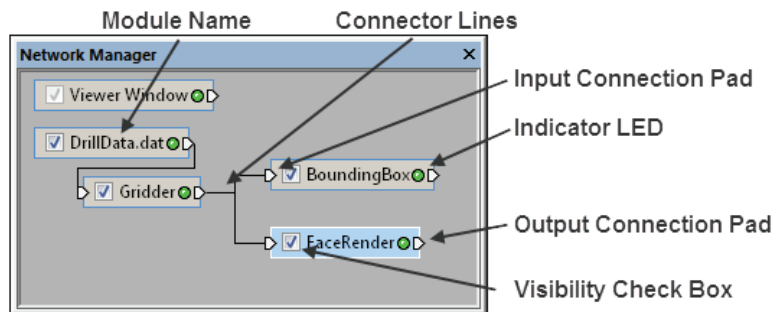 Module Name
Connector Lines
Network Manager
Viewer Window
DrillData.dat
Gridder
BoundingBox
FaceRender
Input Connection Pad
Indicator LED
Output Connection Pad
Visibility Check Box